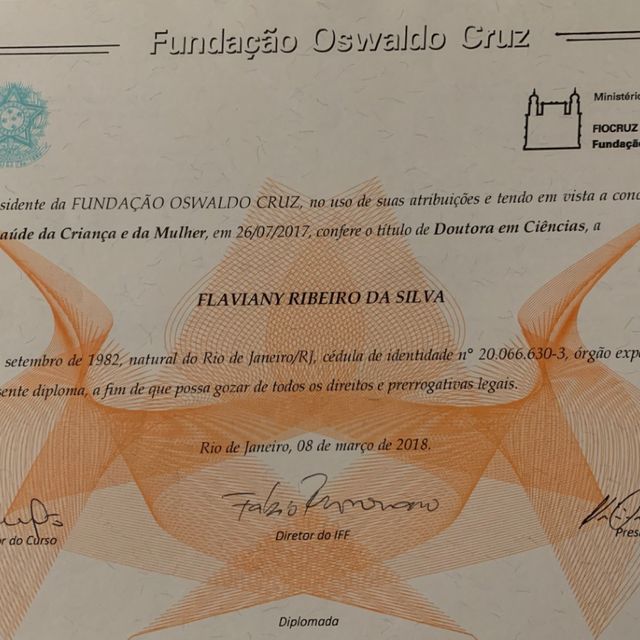 Fundação Oswaldo Cruz
Ministério
FIOCRUZ
Fundação
sidente da FUNDAÇÃO OSWALDO CRUZ, no uso de suas atribuições e tendo em vista a conc
aúde da Criança e da Mulher, em 26/07/2017, confere o título de Doutora em Ciências, a
FLAVIANY RIBEIRO DA SILVA
setembro de 1982, natural do Rio de Janeiro/RJ, cédula de identidade n° 20.066.630-3, órgão expe
sente diploma, a fim de que possa gozar de todos os direitos e prerrogativas legais.
Rio de Janeiro, 08 de março de 2018.
or do Curso
Diretor do IFF
Pres
Diplomada